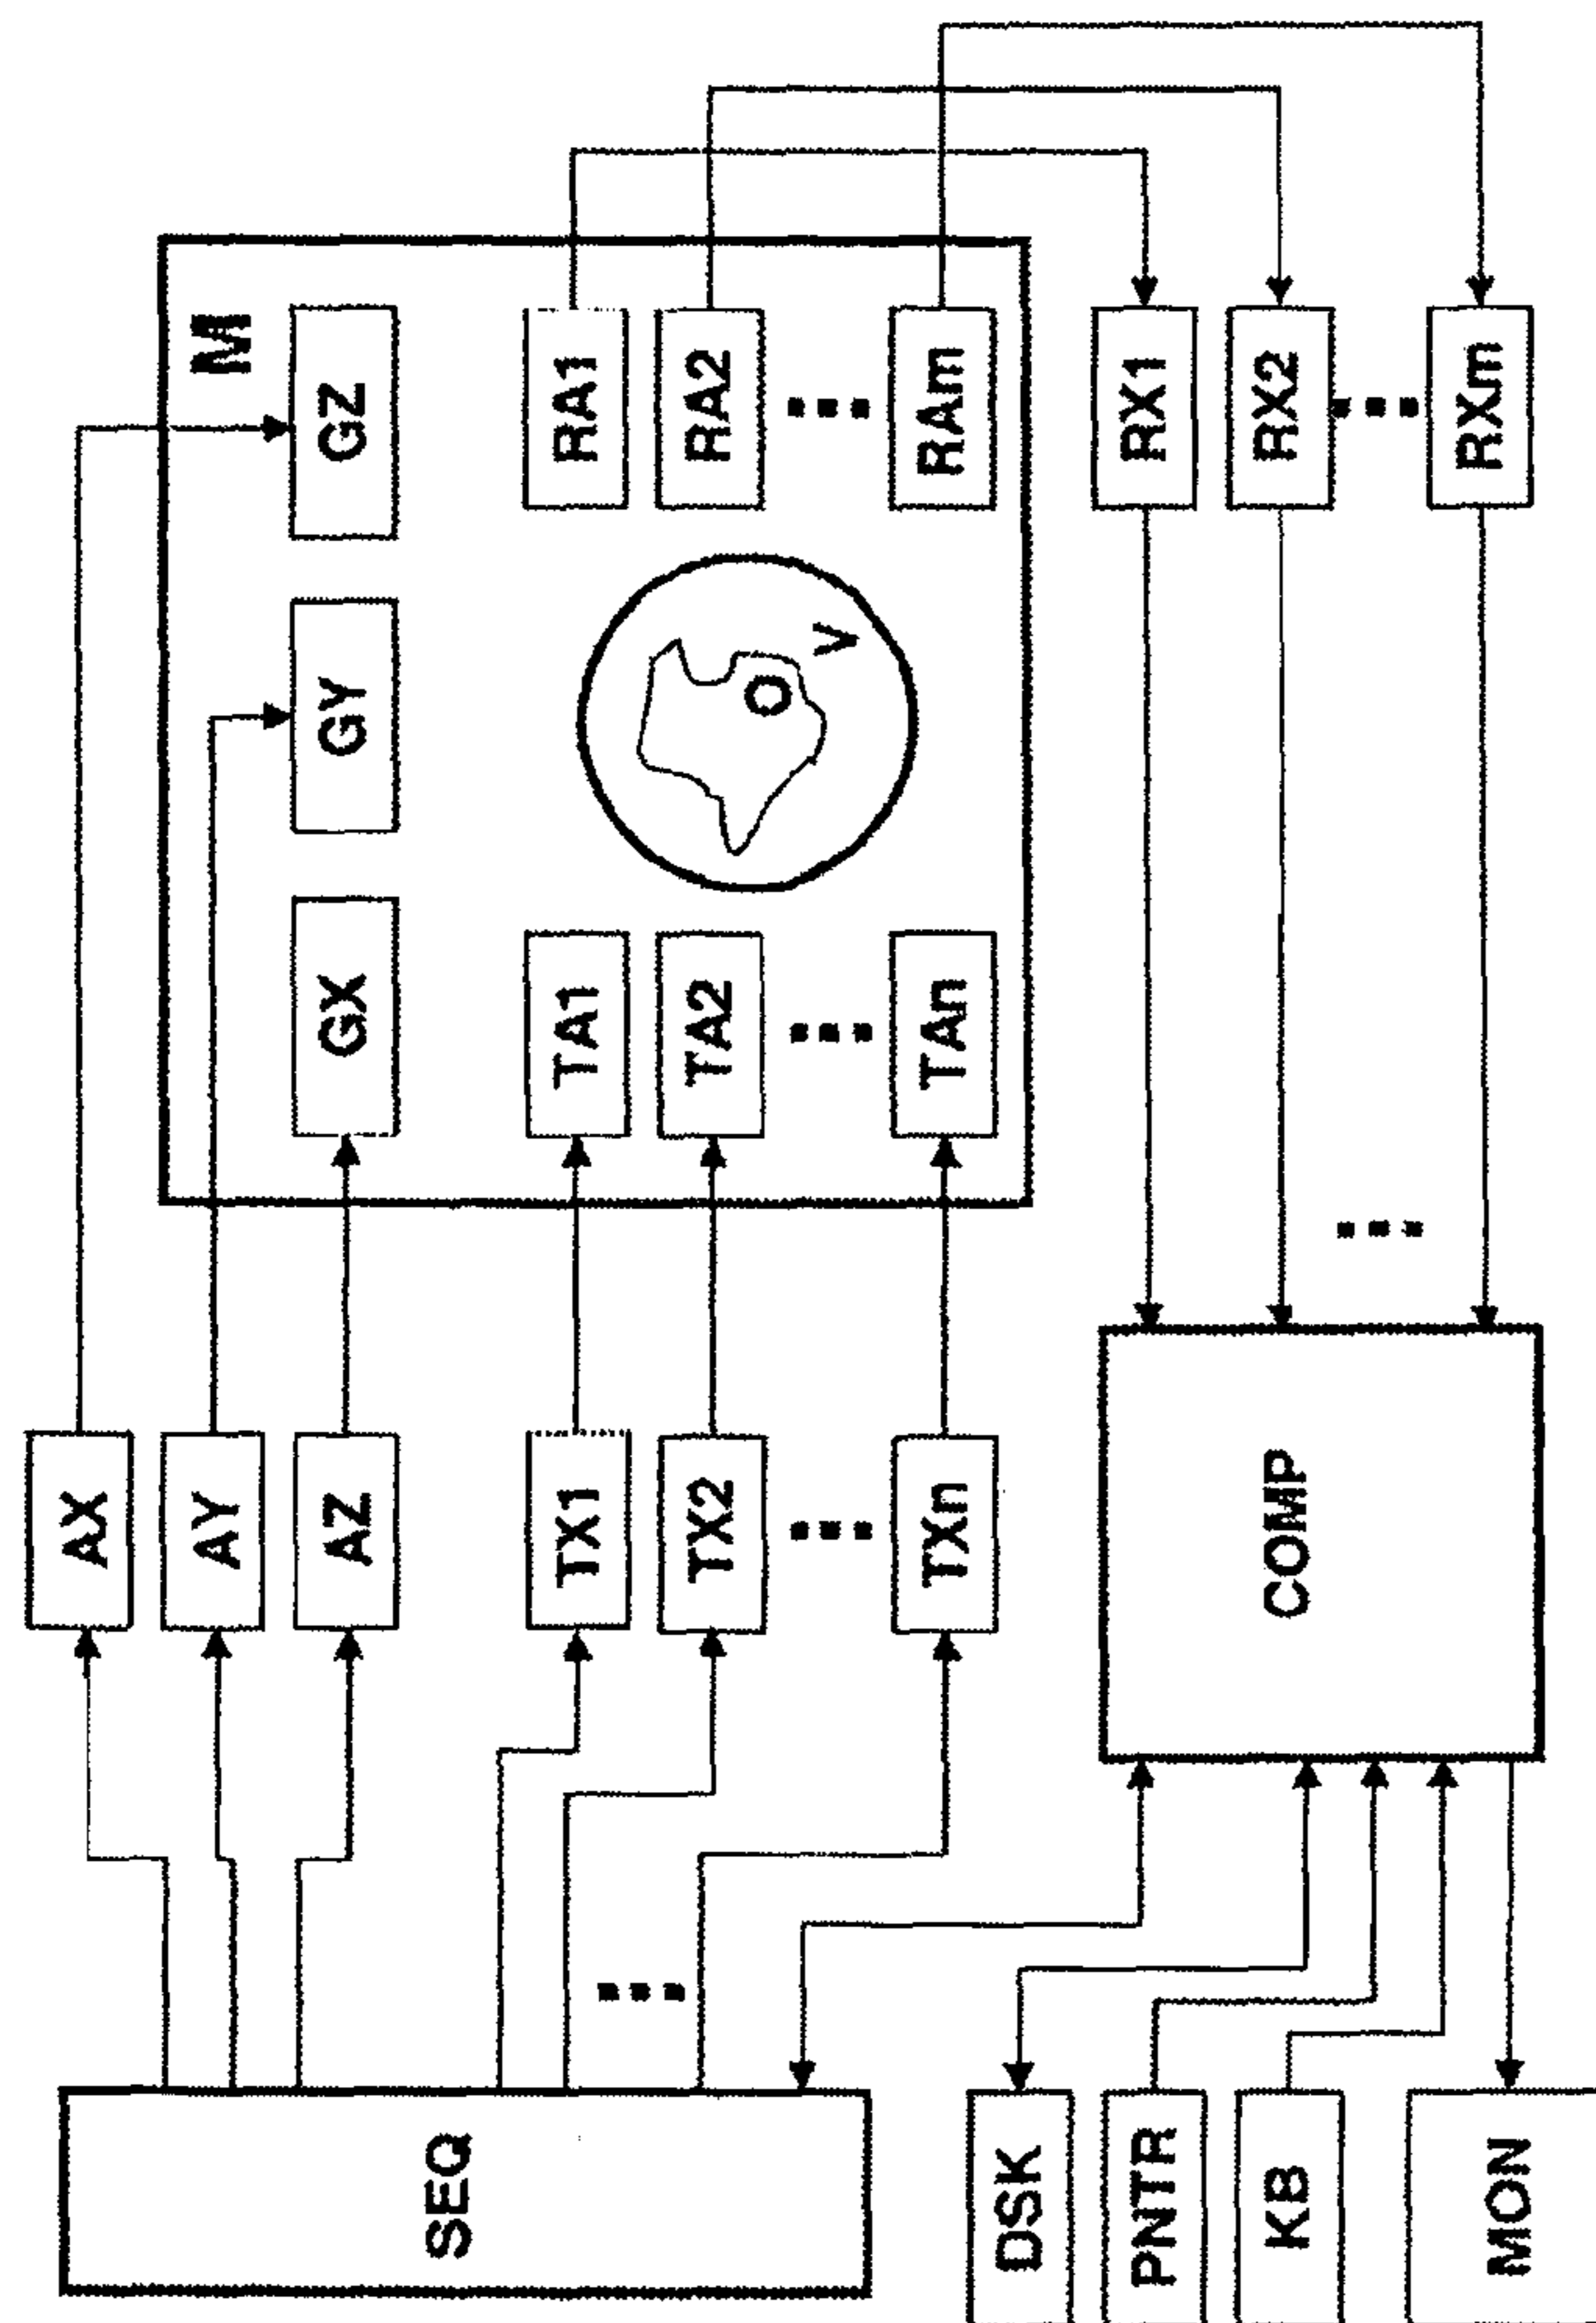 AX
AY
AZ
M
GX
GY
GZ
SEQ
TX1
TX2
TXn
TA1
TA2
TAn
V
RA1
RA2
RAm
RX1
RX2
RXm
DSK
PNTR
KB
MON
COMP